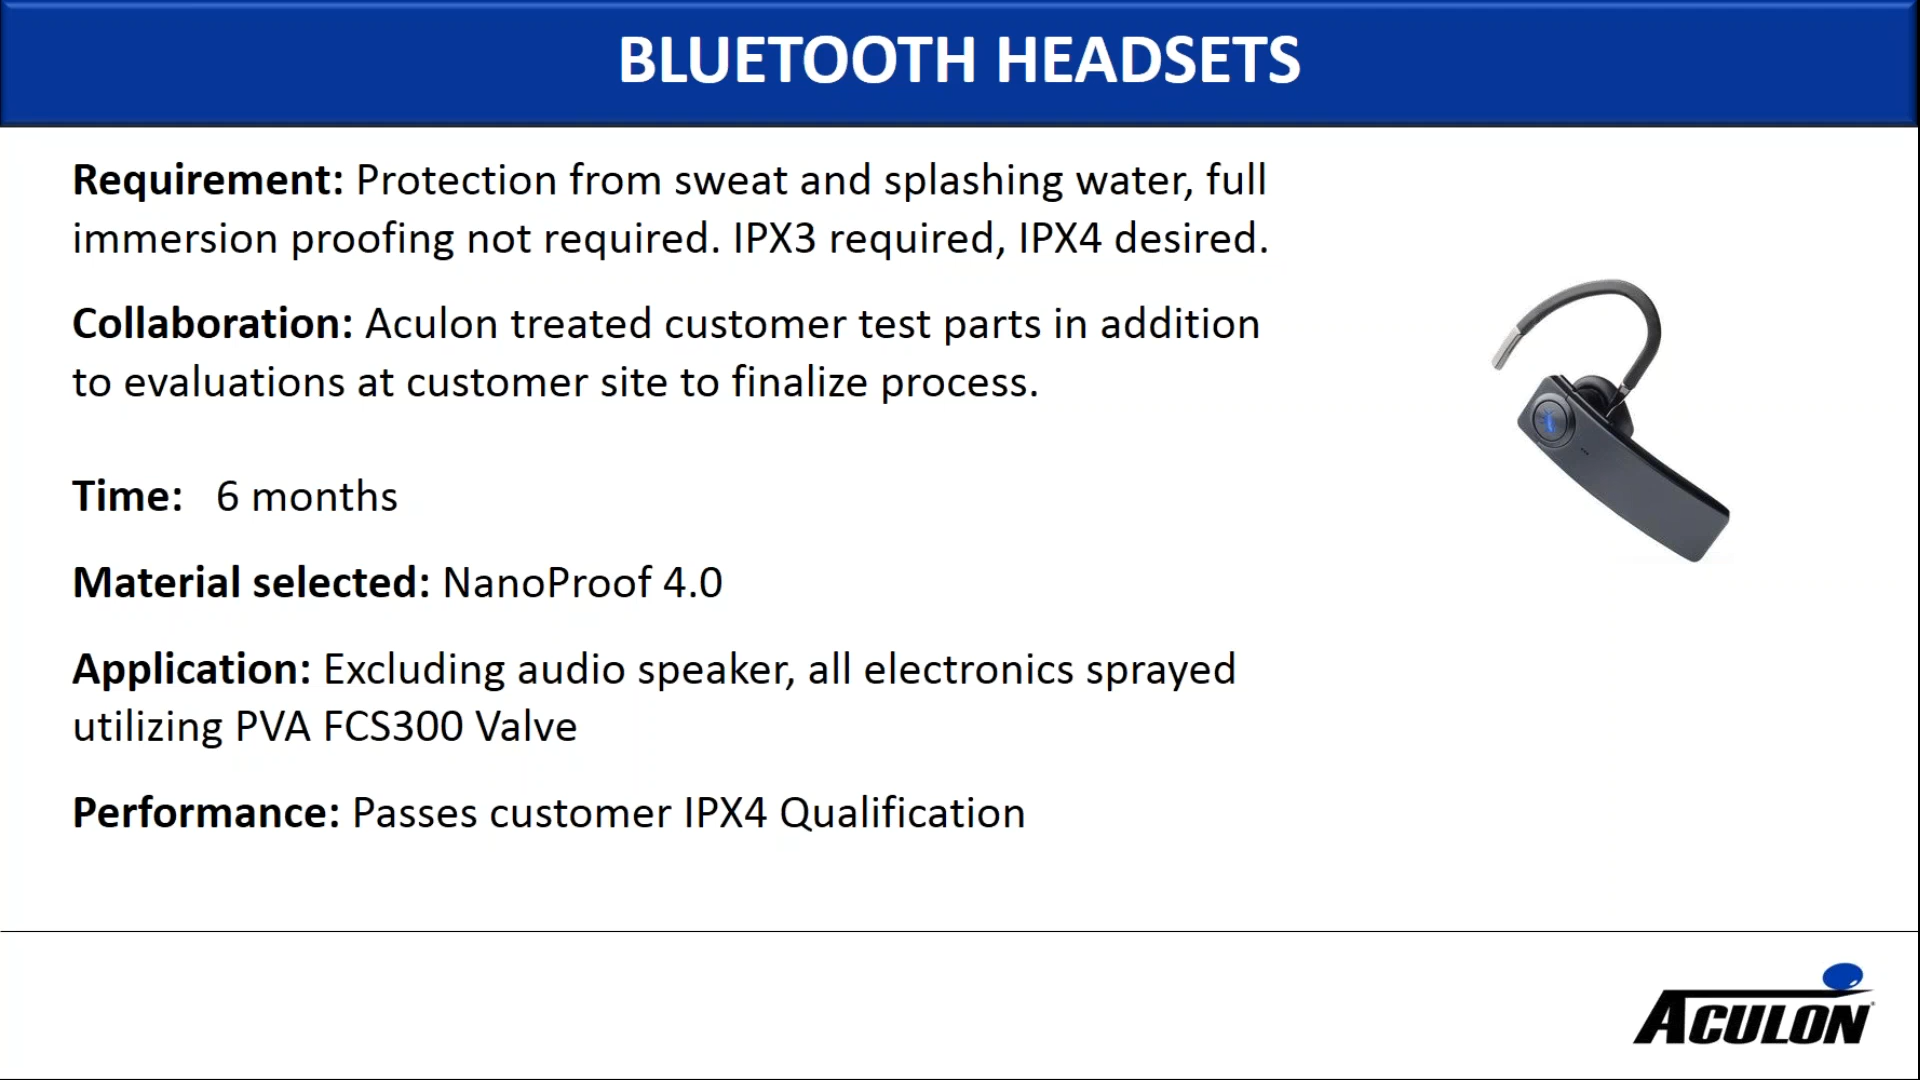 BLUETOOTH HEADSETS
Requirement: Protection from sweat and splashing water, full
immersion proofing not required. IPX3 required, IPX4 desired.
Collaboration: Aculon treated customer test parts in addition
to evaluations at customer site to finalize process.
Time: 6 months
Material selected: NanoProof 4.0
Application: Excluding audio speaker, all electronics sprayed
utilizing PVA FCS300 Valve
Performance: Passes customer IPX4 Qualification
ACULON